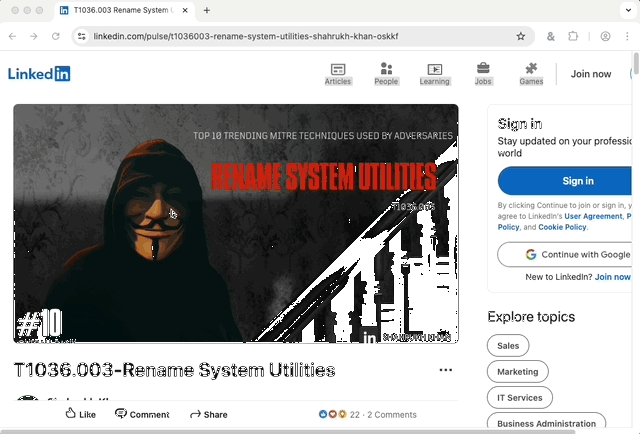 T1036.003 Rename System U
linkedin.com/pulse/t1036003-rename-system-utilities-shahrukh-khan-oskkf
Linked in
Articles
People
Learning
Jobs
Games
Join now
TOP 10 TRENDING MITRE TECHNIQUES USED BY ADVERSARIES
RENAME SYSTEM UTILITIES
T1036.003
#10
in
Sign in
Stay updated on your professio
world
Sign in
By clicking Continue to join or sign in, y
agree to LinkedIn's User Agreement, P
Policy, and Cookie Policy.
Continue with Google
New to LinkedIn? Join now
Explore topics
Sales
Marketing
IT Services
Business Administration
T1036.003-Rename System Utilities
Like
Comment
Share
22 · 2 Comments